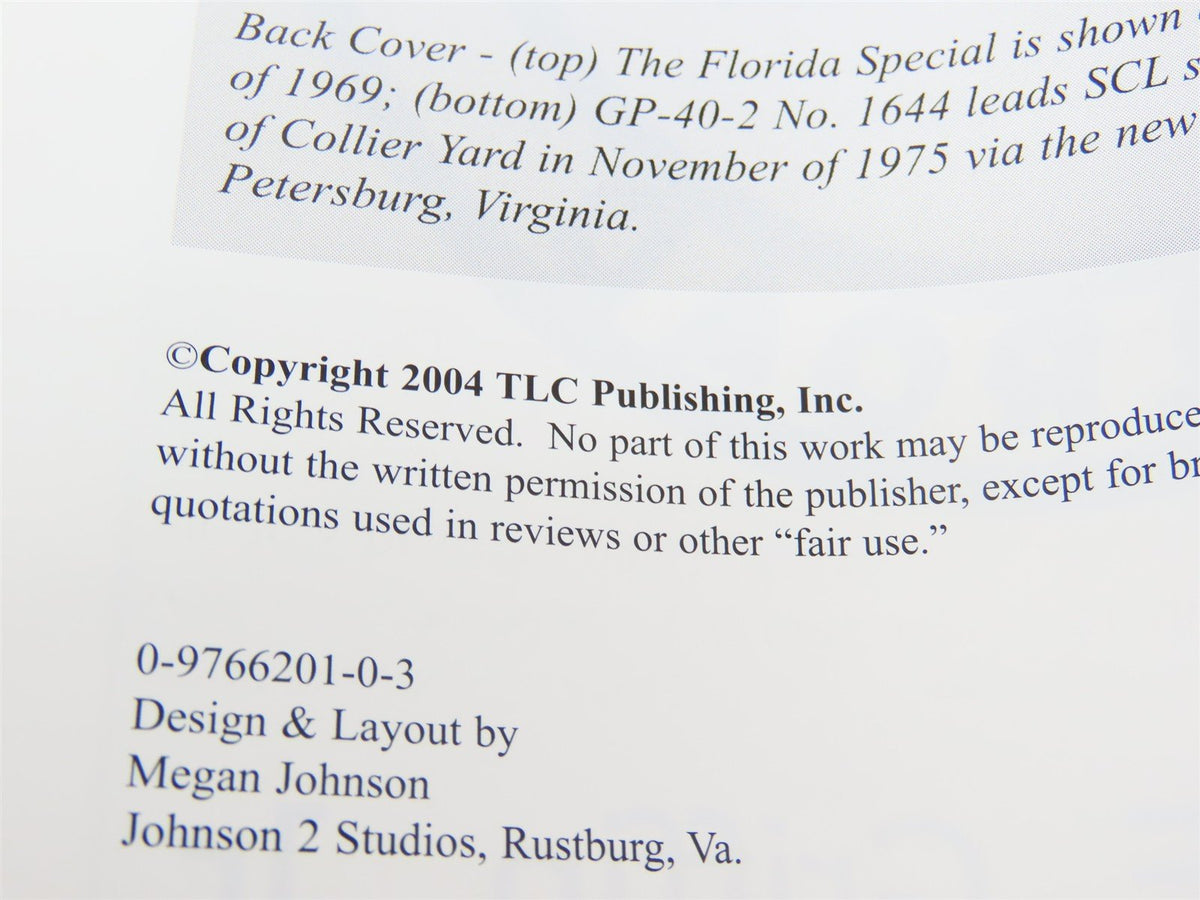 Back Cover - (top) The Florida Special is shown
of 1969; (bottom) GP-40-2 No. 1644 leads SCL s
of Collier Yard in November of 1975 via the new
Petersburg, Virginia.
©Copyright 2004 TLC Publishing, Inc.
All Rights Reserved. No part of this work may be reproduce
without the written permission of the publisher, except for br
quotations used in reviews or other “fair use.”
0-9766201-0-3
Design & Layout by
Megan Johnson
Johnson 2 Studios, Rustburg, Va.